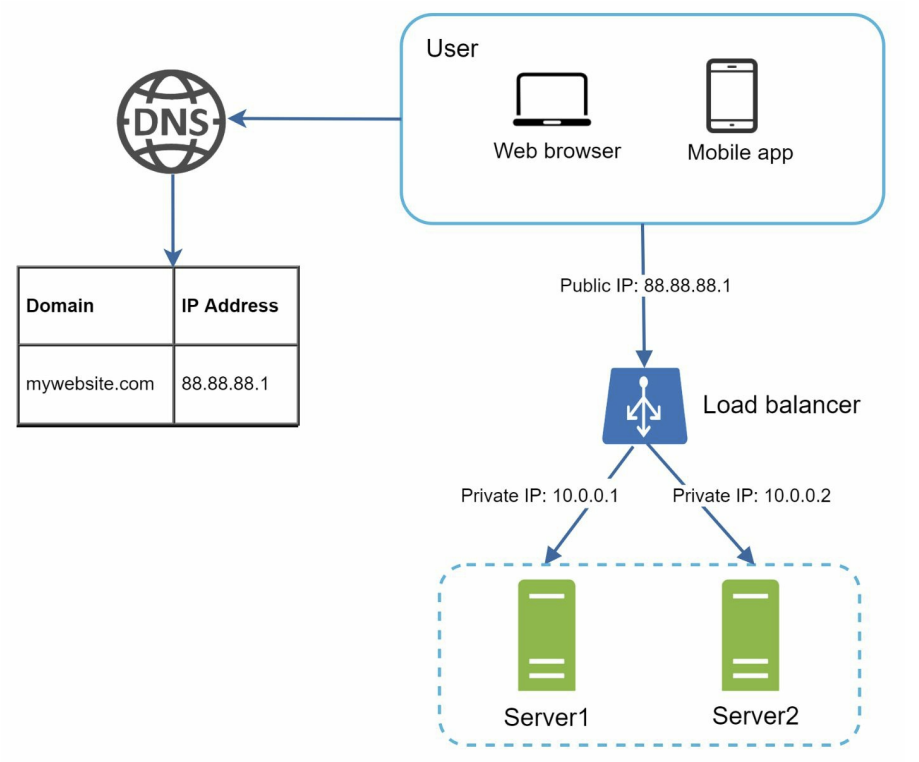 User
DNS
Web browser
Mobile app
Public IP: 88.88.88.1
Domain
IP Address
mywebsite.com
88.88.88.1
Load balancer
Private IP: 10.0.0.1
Private IP: 10.0.0.2
Server1
Server2